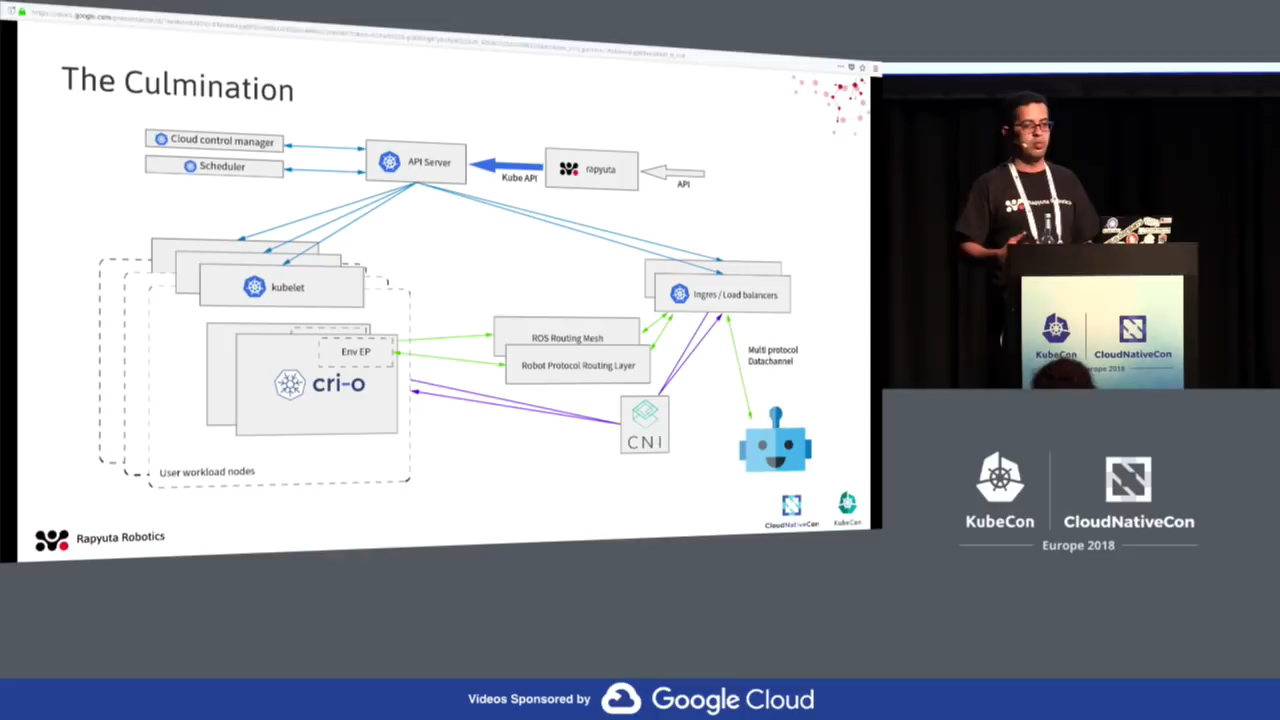 The Culmination
Cloud control manager
Scheduler
API Server
Kube API
rapyuta
API
kubelet
Ingres / Load balancers
Env EP
cri-o
ROS Routing Mesh
Robot Protocol Routing Layer
Multi protocol
Datachannel
CNI
User workload nodes
Rapyuta Robotics
CloudNativeCon
KubeCon
Rapyuta Robotics
KubeCon
CloudNativeCon
Europe 2018
KubeCon
CloudNativeCon
Europe 2018
Videos Sponsored by
Google Cloud